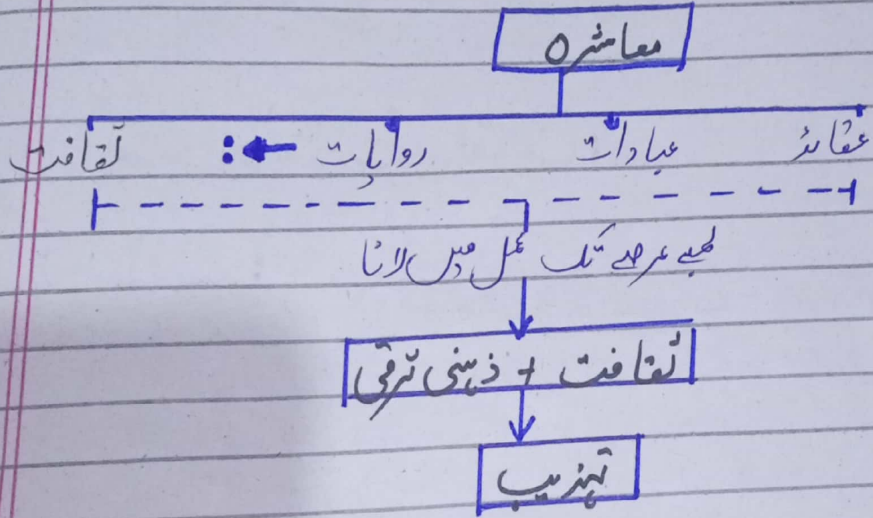 معاشرہ
عقائد عبادات روایات ← : ثقافت
لمبے عرصے تک عمل میں لانا
ثقافت + ذہنی ترقی
تہذیب